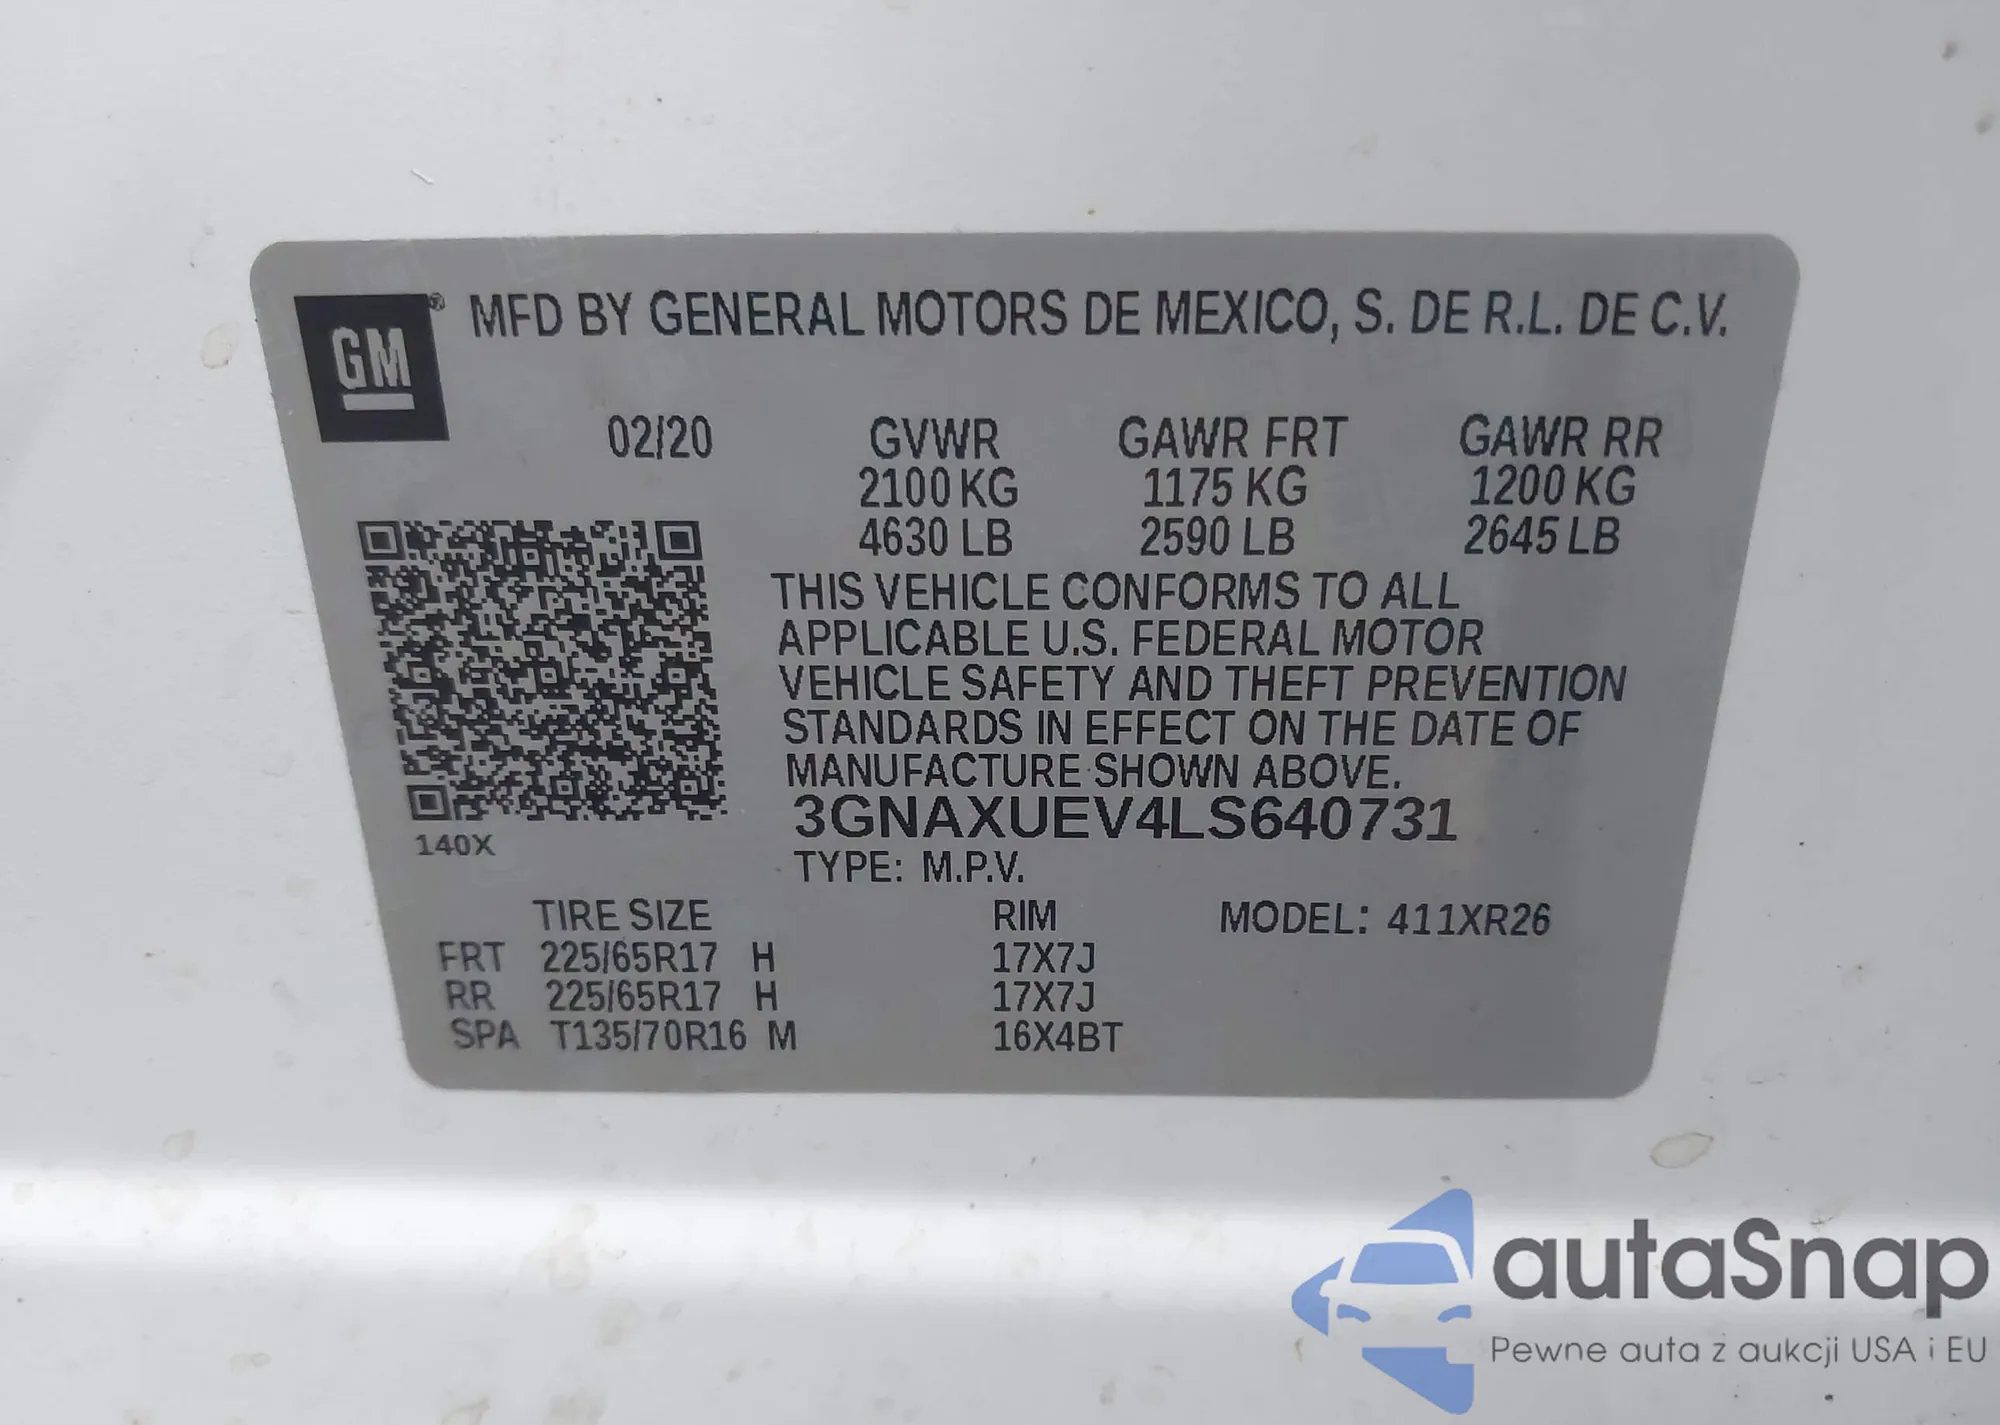 GM® MFD BY GENERAL MOTORS DE MEXICO, S. DE R.L. DE C.V.
02/20 GVWR GAWR FRT GAWR RR
2100 KG 1175 KG 1200 KG
4630 LB 2590 LB 2645 LB
THIS VEHICLE CONFORMS TO ALL
APPLICABLE U.S. FEDERAL MOTOR
VEHICLE SAFETY AND THEFT PREVENTION
STANDARDS IN EFFECT ON THE DATE OF
MANUFACTURE SHOWN ABOVE.
3GNAXUEV4LS640731
140X
TYPE: M.P.V.
TIRE SIZE RIM MODEL: 411XR26
FRT 225/65R17 H 17X7J
RR 225/65R17 H 17X7J
SPA T135/70R16 M 16X4BT
autaSnap
Pewne auta z aukcji USA i EU